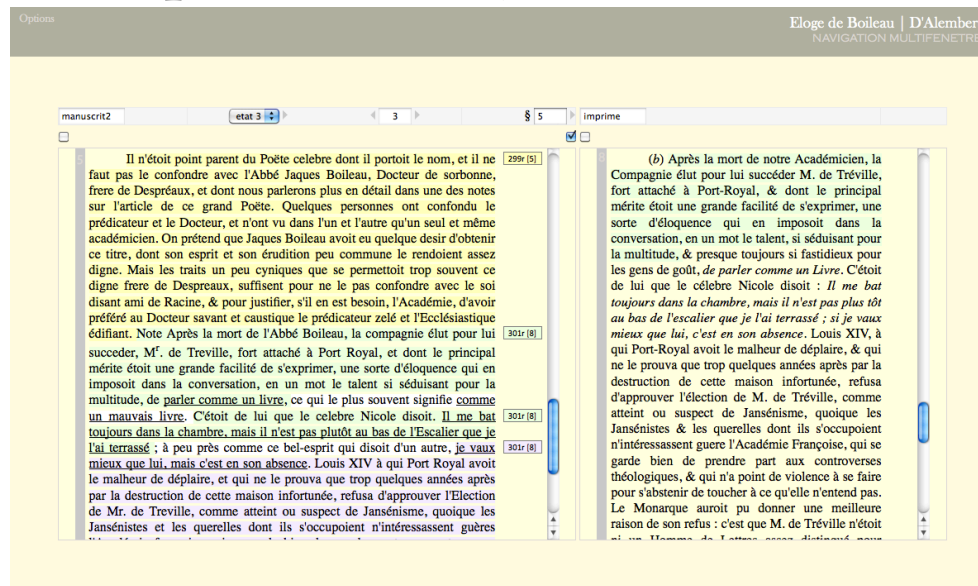 Options
Eloge de Boileau | D'Alember
NAVIGATION MULTIFENETRE
manuscrit2
etat 3
3
§ 5
imprime
5
Il n'étoit point parent du Poëte celebre dont il portoit le nom, et il ne
faut pas le confondre avec l'Abbé Jaques Boileau, Docteur de sorbonne,
frere de Despréaux, et dont nous parlerons plus en détail dans une des notes
sur l'article de ce grand Poëte. Quelques personnes ont confondu le
prédicateur et le Docteur, et n'ont vu dans l'un et l'autre qu'un seul et même
académicien. On prétend que Jaques Boileau avoit eu quelque desir d'obtenir
ce titre, dont son esprit et son érudition peu commune le rendoient assez
digne. Mais les traits un peu cyniques que se permettoit trop souvent ce
digne frere de Despreaux, suffisent pour ne le pas confondre avec le soi
disant ami de Racine, & pour justifier, s'il en est besoin, l'Académie, d'avoir
préféré au Docteur savant et caustique le prédicateur zelé et l'Ecclésiastique
édifiant. Note Après la mort de l'Abbé Boileau, la compagnie élut pour lui
succeder, Mr. de Treville, fort attaché à Port Royal, et dont le principal
mérite étoit une grande facilité de s'exprimer, une sorte d'éloquence qui en
imposoit dans la conversation, en un mot le talent si séduisant pour la
multitude, de parler comme un livre, ce qui le plus souvent signifie comme
un mauvais livre. C'étoit de lui que le celebre Nicole disoit. Il me bat
toujours dans la chambre, mais il n'est pas plutôt au bas de l'Escalier que je
l'ai terrassé ; à peu près comme ce bel-esprit qui disoit d'un autre, je vaux
mieux que lui, mais c'est en son absence. Louis XIV à qui Port Royal avoit
le malheur de déplaire, et qui ne le prouva que trop quelques années après
par la destruction de cette maison infortunée, refusa d'approuver l'Election
de Mr. de Treville, comme atteint ou suspect de Jansénisme, quoique les
Jansénistes et les querelles dont ils s'occupoient n'intéressassent guères
299r [5]
301r [8]
301r [8]
301r [8]
8
(b) Après la mort de notre Académicien, la
Compagnie élut pour lui succéder M. de Tréville,
fort attaché à Port-Royal, & dont le principal
mérite étoit une grande facilité de s'exprimer, une
sorte d'éloquence qui en imposoit dans la
conversation, en un mot le talent, si séduisant pour
la multitude, & presque toujours si fastidieux pour
les gens de goût, de parler comme un Livre. C'étoit
de lui que le célebre Nicole disoit : Il me bat
toujours dans la chambre, mais il n'est pas plus tôt
au bas de l'escalier que je l'ai terrassé ; si je vaux
mieux que lui, c'est en son absence. Louis XIV, à
qui Port-Royal avoit le malheur de déplaire, & qui
ne le prouva que trop quelques années après par la
destruction de cette maison infortunée, refusa
d'approuver l'élection de M. de Tréville, comme
atteint ou suspect de Jansénisme, quoique les
Jansénistes & les querelles dont ils s'occupoient
n'intéressassent guere l'Académie Françoise, qui se
garde bien de prendre part aux controverses
théologiques, & qui n'a point de violence à se faire
pour s'abstenir de toucher à ce qu'elle n'entend pas.
Le Monarque auroit pu donner une meilleure
raison de son refus : c'est que M. de Tréville n'étoit
ni un Homme de Lettres assez distingué pour